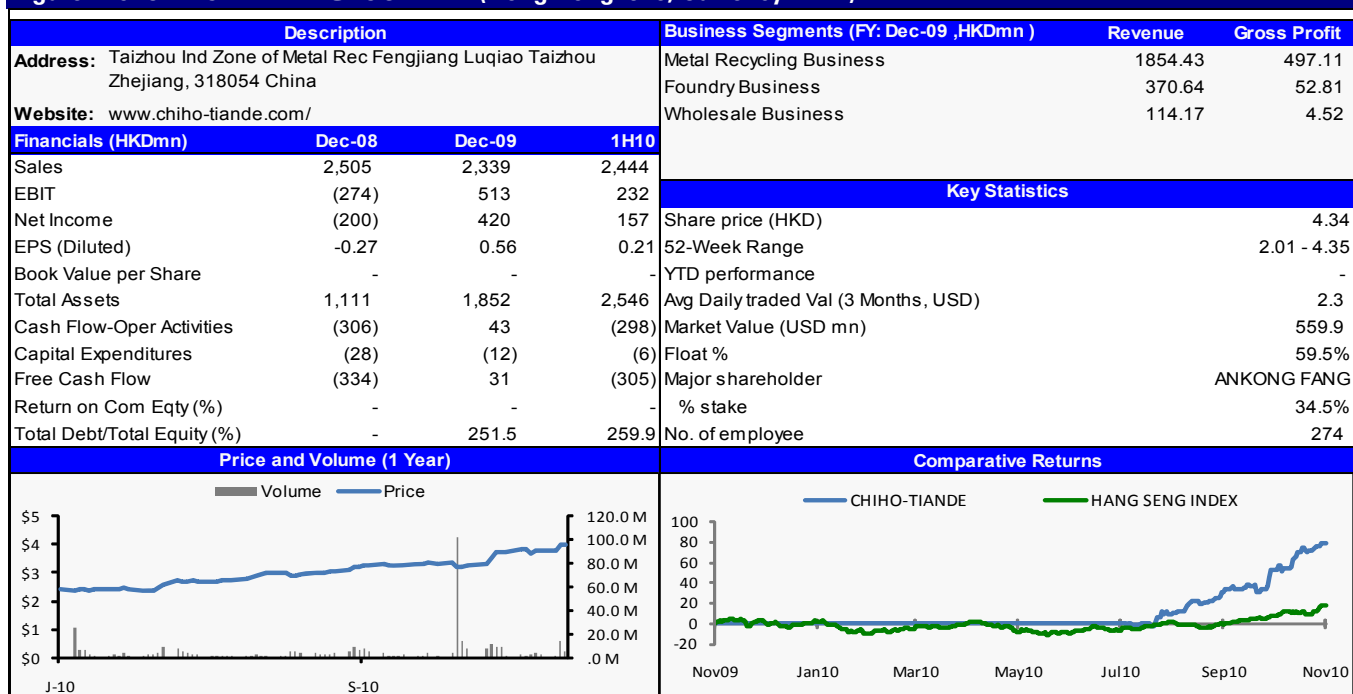 Description
Address: Taizhou Ind Zone of Metal Rec Fengjiang Luqiao Taizhou
Zhejiang, 318054 China
Website: www.chiho-tiande.com/
Financials (HKDmn) Dec-08 Dec-09 1H10
Sales 2,505 2,339 2,444
EBIT (274) 513 232
Net Income (200) 420 157
EPS (Diluted) -0.27 0.56 0.21
Book Value per Share - - -
Total Assets 1,111 1,852 2,546
Cash Flow-Oper Activities (306) 43 (298)
Capital Expenditures (28) (12) (6)
Free Cash Flow (334) 31 (305)
Return on Com Eqty (%) - - -
Total Debt/Total Equity (%) - 251.5 259.9
Business Segments (FY: Dec-09 ,HKDmn ) Revenue Gross Profit
Metal Recycling Business 1854.43 497.11
Foundry Business 370.64 52.81
Wholesale Business 114.17 4.52
Key Statistics
Share price (HKD) 4.34
52-Week Range 2.01 - 4.35
YTD performance -
Avg Daily traded Val (3 Months, USD) 2.3
Market Value (USD mn) 559.9
Float % 59.5%
Major shareholder ANKONG FANG
% stake 34.5%
No. of employee 274
Price and Volume (1 Year)
Volume Price
$5 120.0 M
$4 100.0 M
$3 80.0 M
$2 60.0 M
$1 40.0 M
$0 20.0 M
.0 M
J-10 S-10
Comparative Returns
CHIHO-TIANDE HANG SENG INDEX
100
80
60
40
20
0
-20
Nov09 Jan10 Mar10 May10 Jul10 Sep10 Nov10